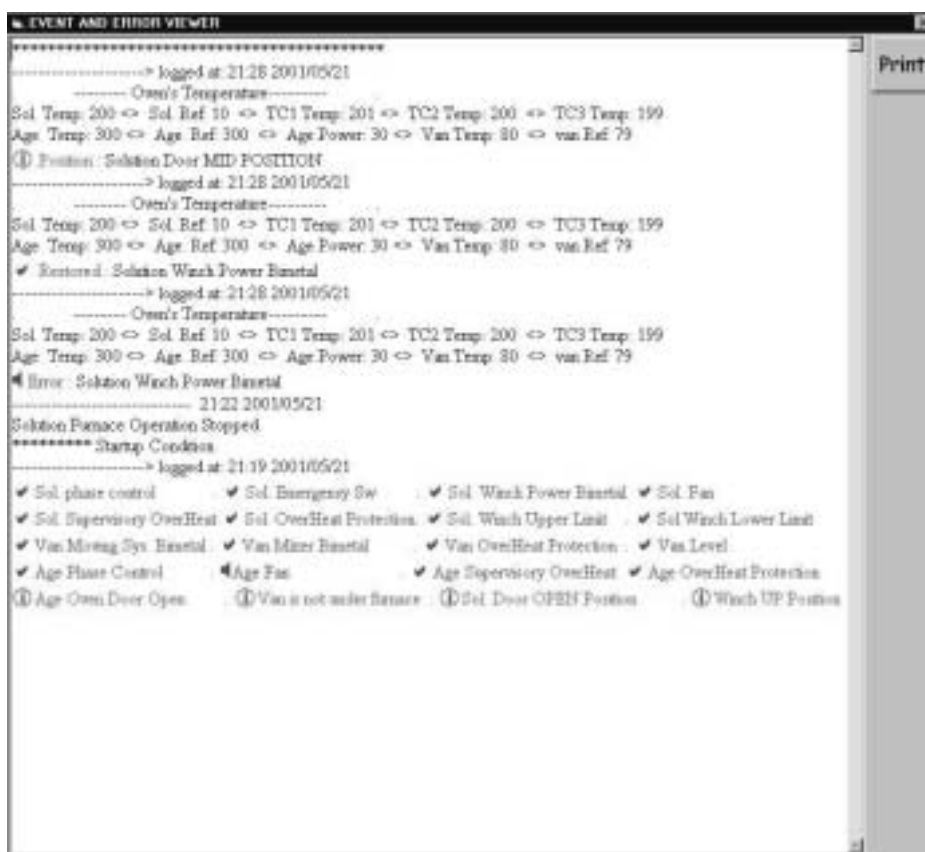 EVENT AND ERROR VIEWER
Print
*******************************************
----------------------> logged at: 21:28 2001/05/21
-------- Oven's Temperature----------
Sol. Temp: 200 <> Sol. Ref 10 <> TC1 Temp: 201 <> TC2 Temp: 200 <> TC3 Temp: 199
Age. Temp: 300 <> Age. Ref 300 <> Age Power: 30 <> Van Temp: 80 <> van Ref 79
Position : Solution Door MID POSITION
----------------------> logged at: 21:28 2001/05/21
-------- Oven's Temperature----------
Sol. Temp: 200 <> Sol. Ref 10 <> TC1 Temp: 201 <> TC2 Temp: 200 <> TC3 Temp: 199
Age. Temp: 300 <> Age. Ref 300 <> Age Power: 30 <> Van Temp: 80 <> van Ref 79
✔ Restored : Solution Winch Power Bimetal
----------------------> logged at: 21:28 2001/05/21
-------- Oven's Temperature----------
Sol. Temp: 200 <> Sol. Ref 10 <> TC1 Temp: 201 <> TC2 Temp: 200 <> TC3 Temp: 199
Age. Temp: 300 <> Age. Ref 300 <> Age Power: 30 <> Van Temp: 80 <> van Ref 79
Error : Solution Winch Power Bimetal
------------------------------ 21:22 2001/05/21
Solution Furnace Operation Stopped
********* Startup Condition
----------------------> logged at: 21:19 2001/05/21
✔ Sol. phase control ✔ Sol. Emergency Sw ✔ Sol. Winch Power Bimetal ✔ Sol. Fan
✔ Sol. Supervisory OverHeat ✔ Sol. OverHeat Protection ✔ Sol. Winch Upper Limit ✔ Sol Winch Lower Limit
✔ Van Moving Sys. Bimetal ✔ Van Mixer Bimetal ✔ Van OverHeat Protection ✔ Van Level
✔ Age Phase Control Age Fan ✔ Age Supervisory OverHeat ✔ Age OverHeat Protection
Age Oven Door Open Van is not under furnace Sol. Door OPEN Position Winch UP Position